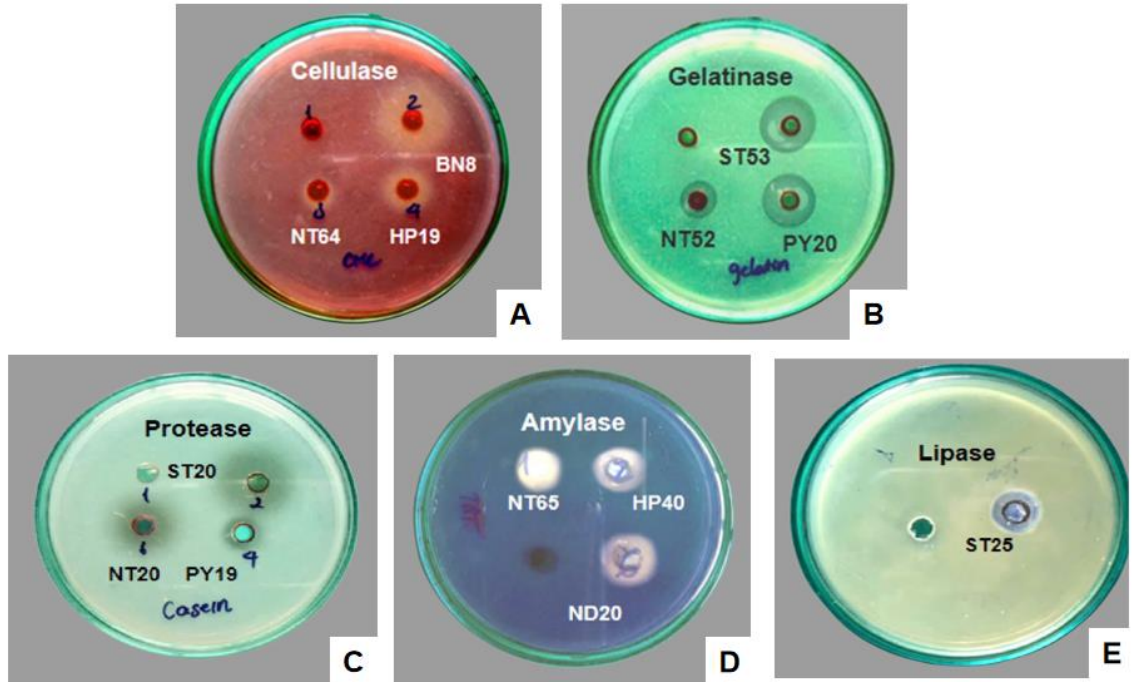 Cellulase
1 2
BN8
3 4
NT64 HP19
CMC
A
Gelatinase
ST53
NT52 PY20
gelatin
B
Protease
ST20
1 2
3 4
NT20 PY19
Casein
C
Amylase
NT65 HP40
ND20
D
Lipase
ST25
E